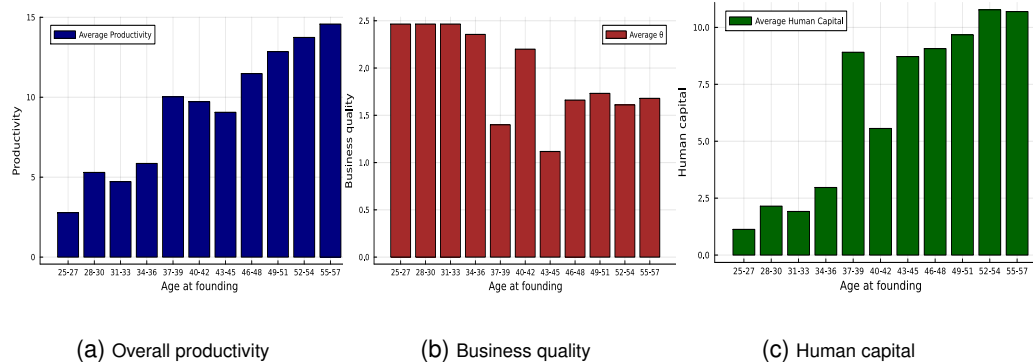 15
10
5
0
Productivity
Average Productivity
25-27 28-30 31-33 34-36 37-39 40-42 43-45 46-48 49-51 52-54 55-57
Age at founding
(a) Overall productivity
2.5
2.0
1.5
1.0
0.5
0.0
Business quality
Average θ
25-27 28-30 31-33 34-36 37-39 40-42 43-45 46-48 49-51 52-54 55-57
Age at founding
(b) Business quality
10.0
7.5
5.0
2.5
0.0
Human capital
Average Human Capital
25-27 28-30 31-33 34-36 37-39 40-42 43-45 46-48 49-51 52-54 55-57
Age at founding
(c) Human capital